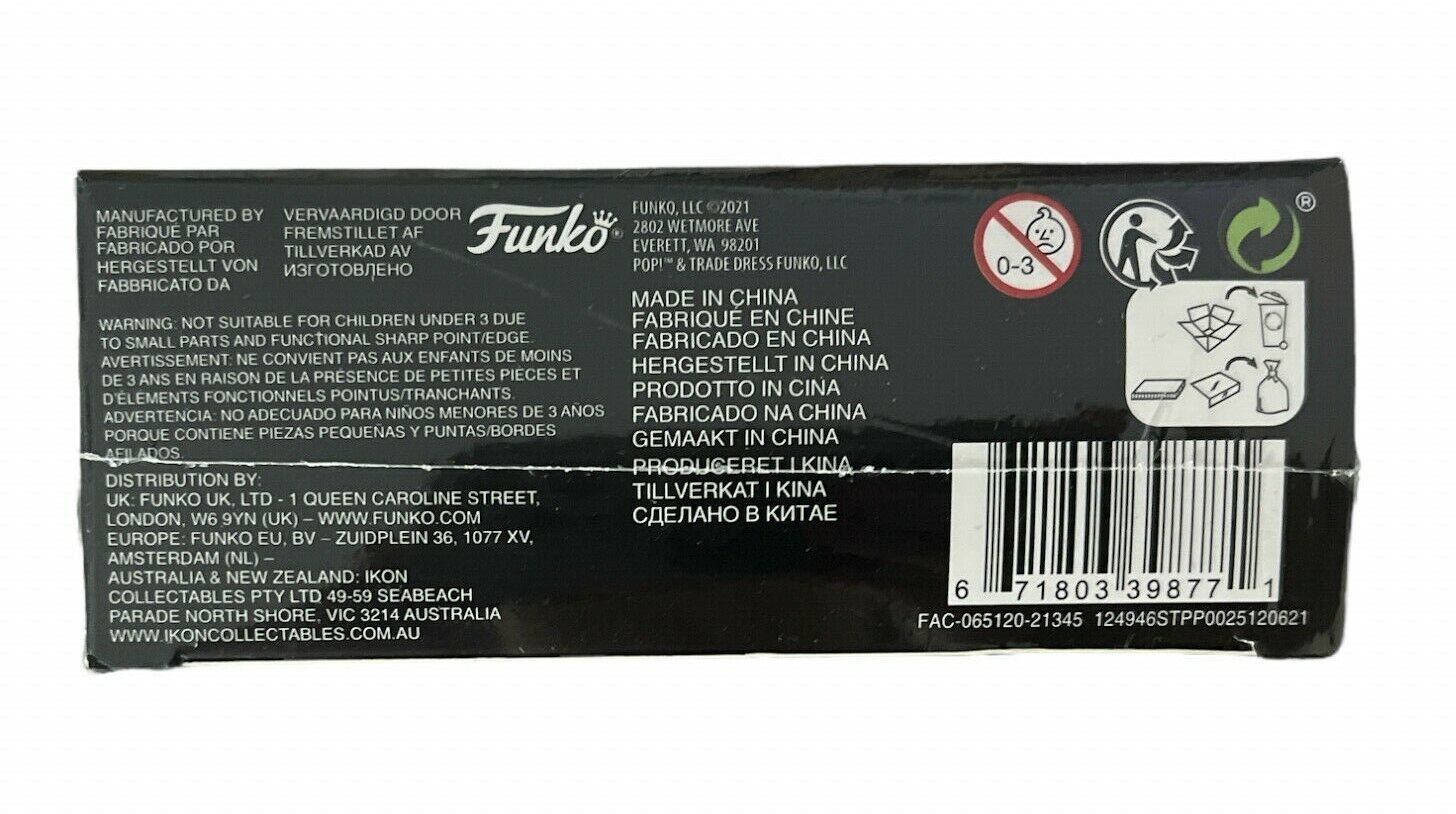 MANUFACTURED BY
FABRIQUÉ PAR
FABRICADO POR
HERGESTELLT VON
FABBRICATO DA
VERVAARDIGD DOOR
FREMSTILLET AF
TILLVERKAD AV
ИЗГОТОВЛЕНО
Funko®
FUNKO, LLC ©2021
2802 WETMORE AVE
EVERETT, WA 98201
POP!™ & TRADE DRESS FUNKO, LLC
WARNING: NOT SUITABLE FOR CHILDREN UNDER 3 DUE
TO SMALL PARTS AND FUNCTIONAL SHARP POINT/EDGE.
AVERTISSEMENT: NE CONVIENT PAS AUX ENFANTS DE MOINS
DE 3 ANS EN RAISON DE LA PRÉSENCE DE PETITES PIÈCES ET
D'ÉLÉMENTS FONCTIONNELS POINTUS/TRANCHANTS.
ADVERTENCIA: NO ADECUADO PARA NIÑOS MENORES DE 3 AÑOS
PORQUE CONTIENE PIEZAS PEQUEÑAS Y PUNTAS/BORDES
AFILADOS.
DISTRIBUTION BY:
UK: FUNKO UK, LTD - 1 QUEEN CAROLINE STREET,
LONDON, W6 9YN (UK) – WWW.FUNKO.COM
EUROPE: FUNKO EU, BV – ZUIDPLEIN 36, 1077 XV,
AMSTERDAM (NL) –
AUSTRALIA & NEW ZEALAND: IKON
COLLECTABLES PTY LTD 49-59 SEABEACH
PARADE NORTH SHORE, VIC 3214 AUSTRALIA
WWW.IKONCOLLECTABLES.COM.AU
MADE IN CHINA
FABRIQUÉ EN CHINE
FABRICADO EN CHINA
HERGESTELLT IN CHINA
PRODOTTO IN CINA
FABRICADO NA CHINA
GEMAAKT IN CHINA
PRODUCERET I KINA
TILLVERKAT I KINA
СДЕЛАНО В КИТАЕ
0-3
®
6 71803 39877 1
FAC-065120-21345 124946STPP0025120621